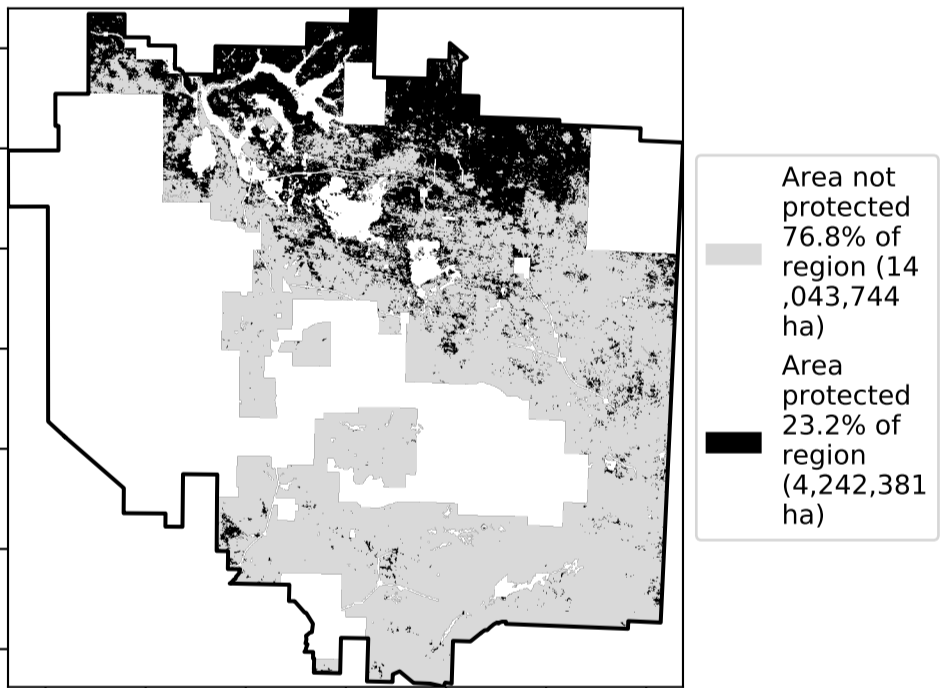 Area not
protected
76.8% of
region (14
,043,744
ha)
Area
protected
23.2% of
region
(4,242,381
ha)